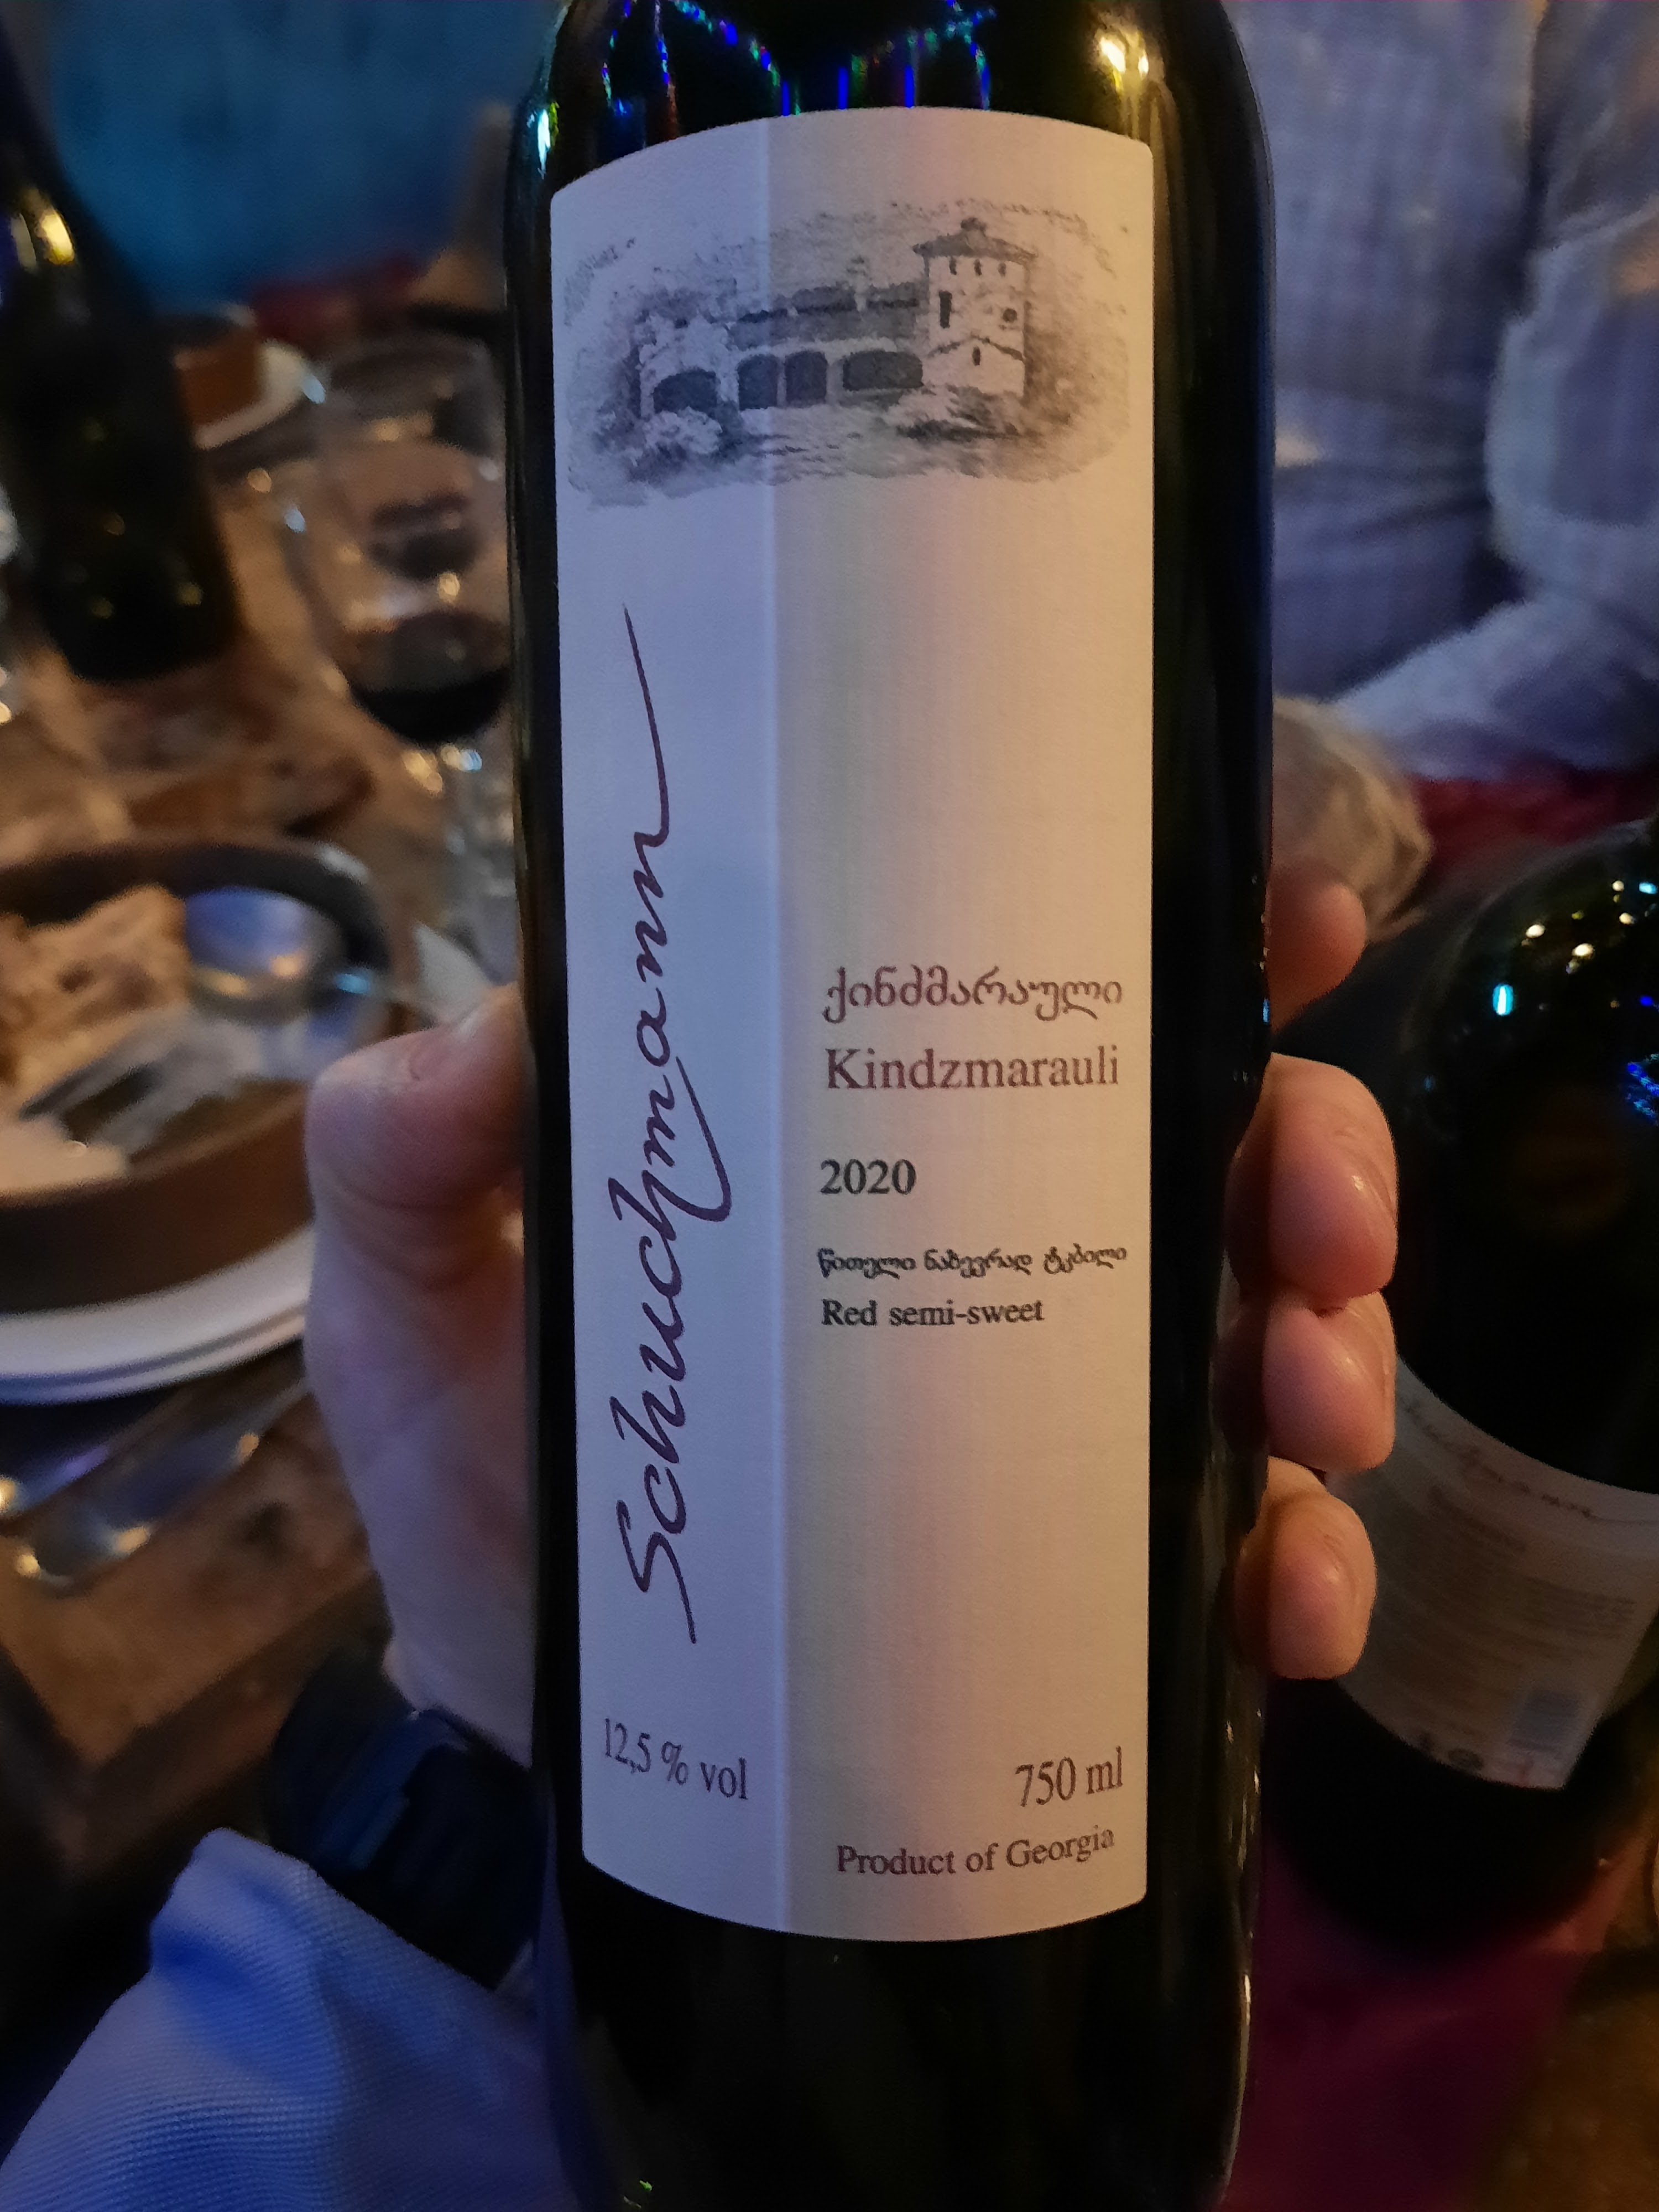 Schuchmann
ქინძმარაული
Kindzmarauli
2020
წითელი ნახევრად ტკბილი
Red semi-sweet
12,5 % vol
750 ml
Product of Georgia